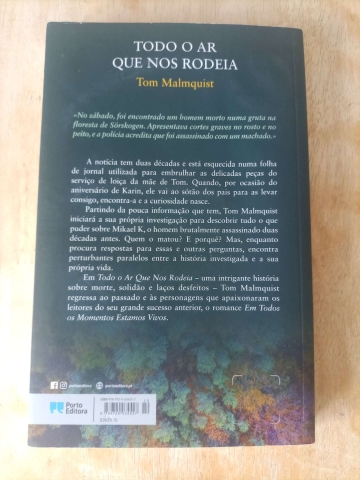 TODO O AR
QUE NOS RODEIA
Tom Malmquist
«No sábado, foi encontrado um homem morto numa gruta na
floresta de Sörskogen. Apresentava cortes graves no rosto e no
peito, e a polícia acredita que foi assassinado com um machado.»
A notícia tem duas décadas e está esquecida numa folha
de jornal utilizada para embrulhar as delicadas peças do
serviço de loiça da mãe de Tom. Quando, por ocasião do
aniversário de Karin, ele vai ao sótão dos pais para as levar
consigo, encontra-a e a curiosidade nasce.
Partindo da pouca informação que tem, Tom Malmquist
iniciará a sua própria investigação para descobrir tudo o que
puder sobre Mikael K, o homem brutalmente assassinado duas
décadas antes. Quem o matou? E porquê? Mas, enquanto
procura respostas para essas e outras perguntas, encontra
perturbantes paralelos entre a história investigada e a sua
própria vida.
Em Todo o Ar Que Nos Rodeia – uma intrigante história
sobre morte, solidão e laços desfeitos – Tom Malmquist
regressa ao passado e às personagens que apaixonaram os
leitores do seu grande sucesso anterior, o romance Em Todos
os Momentos Estamos Vivos.
portoeditora
portoeditora.pt
Porto
Editora